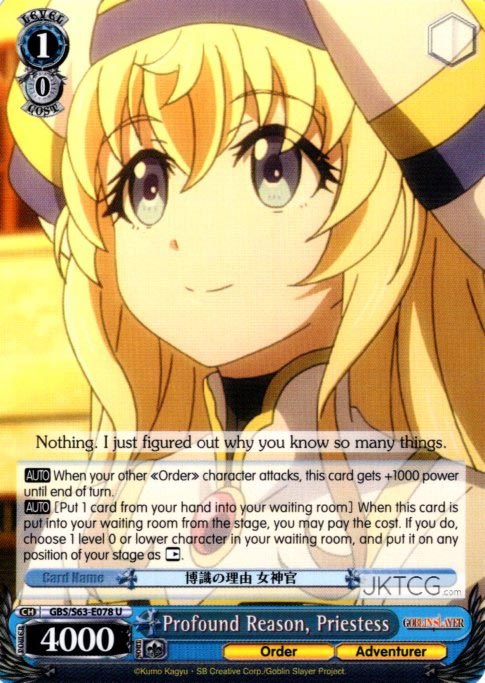 LEVEL
1
0
COST
Nothing. I just figured out why you know so many things.
AUTO When your other «Order» character attacks, this card gets +1000 power
until end of turn.
AUTO [Put 1 card from your hand into your waiting room] When this card is
put into your waiting room from the stage, you may pay the cost. If you do,
choose 1 level 0 or lower character in your waiting room, and put it on any
position of your stage as
Card Name 博識の理由 女神官
JKTCG.com
CH GBS/S63-E078 U
POWER 4000 SOUL
Profound Reason, Priestess GOBLIN SLAYER
Order Adventurer
©Kumo Kagyu・SB Creative Corp./Goblin Slayer Project.